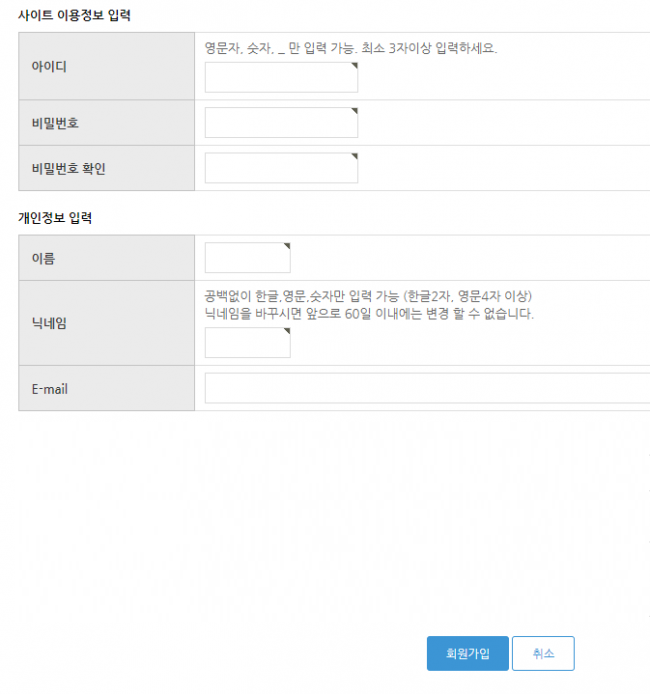 사이트 이용정보 입력
아이디
영문자, 숫자, _ 만 입력 가능. 최소 3자이상 입력하세요.
비밀번호
비밀번호 확인
개인정보 입력
이름
닉네임
공백없이 한글,영문,숫자만 입력 가능 (한글2자, 영문4자 이상)
닉네임을 바꾸시면 앞으로 60일 이내에는 변경 할 수 없습니다.
E-mail
회원가입 취소